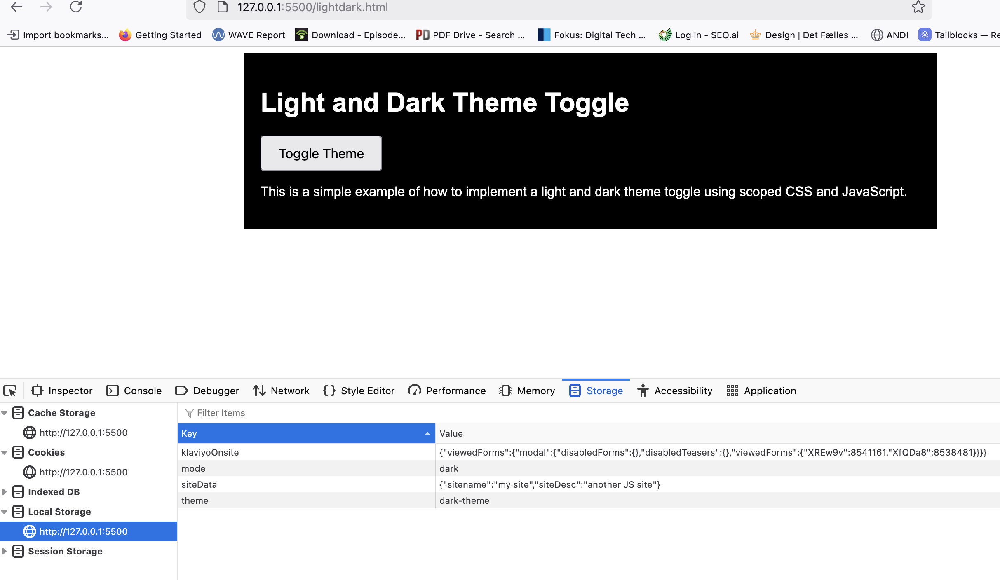 127.0.0.1:5500/lightdark.html
Import bookmarks... Getting Started WAVE Report Download - Episode... PDF Drive - Search ... Fokus: Digital Tech ... Log in - SEO.ai Design | Det Fælles ... ANDI Tailblocks — Re
Light and Dark Theme Toggle
Toggle Theme
This is a simple example of how to implement a light and dark theme toggle using scoped CSS and JavaScript.
Inspector Console Debugger Network Style Editor Performance Memory Storage Accessibility Application
Cache Storage
http://127.0.0.1:5500
Cookies
http://127.0.0.1:5500
Indexed DB
Local Storage
http://127.0.0.1:5500
Session Storage
Filter Items
Key Value
klaviyoOnsite {"viewedForms":{"modal":{"disabledForms":{},"disabledTeasers":{},"viewedForms":{"XREw9v":8541161,"XfQDa8":8538481}}}}
mode dark
siteData {"sitename":"my site","siteDesc":"another JS site"}
theme dark-theme